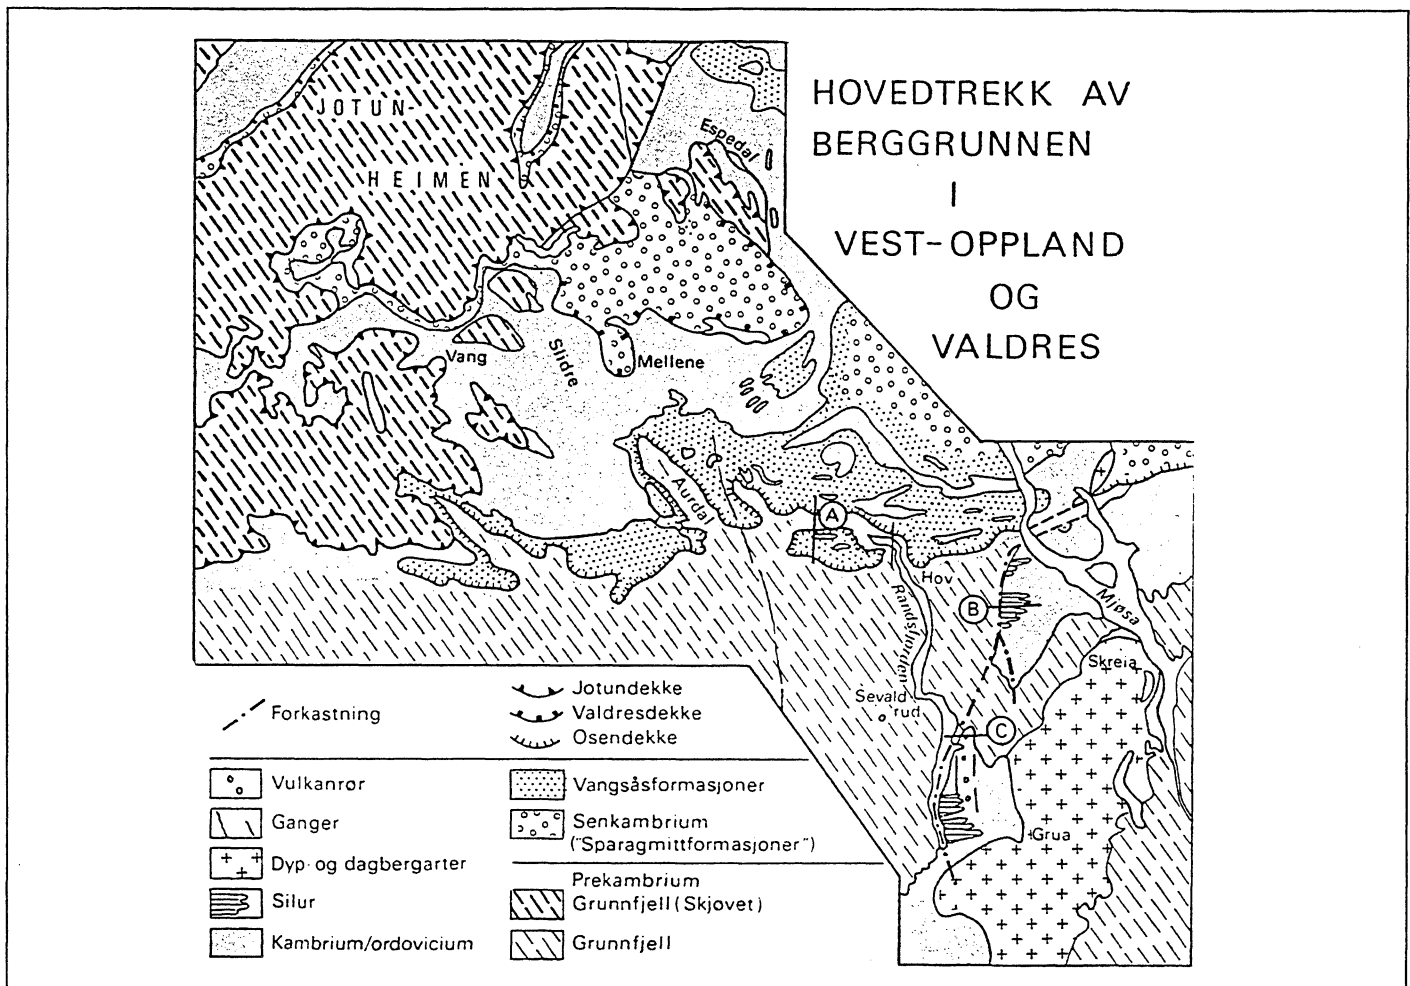 HOVEDTREKK AV
BERGGRUNNEN
I
VEST-OPPLAND
OG
VALDRES
JOTUN-
HEIMEN
Espedal
Vang
Slidre
Mellene
Aurdal
A
Hov
Randsfjorden
B
Mjøsa
Skreia
Sevald
rud
C
Grua
Forkastning
Jotundekke
Valdresdekke
Osendekke
Vulkanrør
Ganger
Dyp- og dagbergarter
Silur
Kambrium/ordovicium
Vangsåsformasjoner
Senkambrium
("Sparagmittformasjoner")
Prekambrium
Grunnfjell (Skjøvet)
Grunnfjell